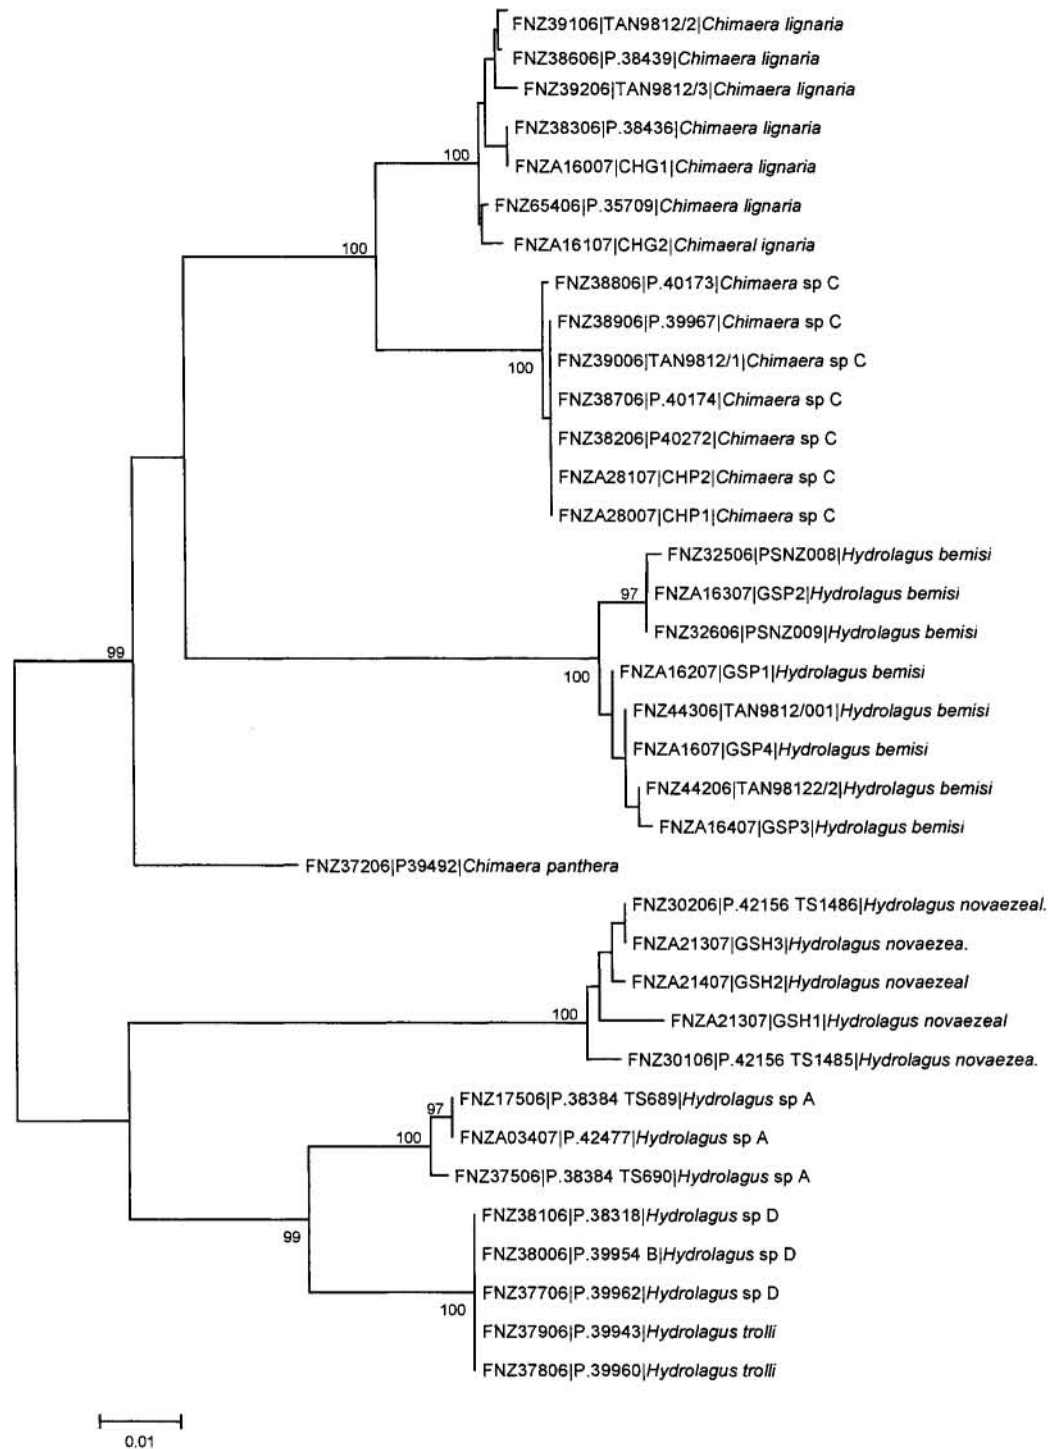 FNZ39106|TAN9812/2|Chimaera lignaria
FNZ38606|P.38439|Chimaera lignaria
FNZ39206|TAN9812/3|Chimaera lignaria
FNZ38306|P.38436|Chimaera lignaria
100
FNZA16007|CHG1|Chimaera lignaria
FNZ65406|P.35709|Chimaera lignaria
100
FNZA16107|CHG2|Chimaeral ignaria
FNZ38806|P.40173|Chimaera sp C
FNZ38906|P.39967|Chimaera sp C
FNZ39006|TAN9812/1|Chimaera sp C
100
FNZ38706|P.40174|Chimaera sp C
FNZ38206|P40272|Chimaera sp C
FNZA28107|CHP2|Chimaera sp C
FNZA28007|CHP1|Chimaera sp C
FNZ32506|PSNZ008|Hydrolagus bemisi
97
FNZA16307|GSP2|Hydrolagus bemisi
FNZ32606|PSNZ009|Hydrolagus bemisi
99
FNZA16207|GSP1|Hydrolagus bemisi
100
FNZ44306|TAN9812/001|Hydrolagus bemisi
FNZA1607|GSP4|Hydrolagus bemisi
FNZ44206|TAN98122/2|Hydrolagus bemisi
FNZA16407|GSP3|Hydrolagus bemisi
FNZ37206|P39492|Chimaera panthera
FNZ30206|P.42156 TS1486|Hydrolagus novaezeal.
FNZA21307|GSH3|Hydrolagus novaezea.
FNZA21407|GSH2|Hydrolagus novaezeal
100
FNZA21307|GSH1|Hydrolagus novaezeal
FNZ30106|P.42156 TS1485|Hydrolagus novaezea.
FNZ17506|P.38384 TS689|Hydrolagus sp A
97
100
FNZA03407|P.42477|Hydrolagus sp A
FNZ37506|P.38384 TS690|Hydrolagus sp A
FNZ38106|P.38318|Hydrolagus sp D
99
FNZ38006|P.39954 B|Hydrolagus sp D
FNZ37706|P.39962|Hydrolagus sp D
100
FNZ37906|P.39943|Hydrolagus trolli
FNZ37806|P.39960|Hydrolagus trolli
0.01